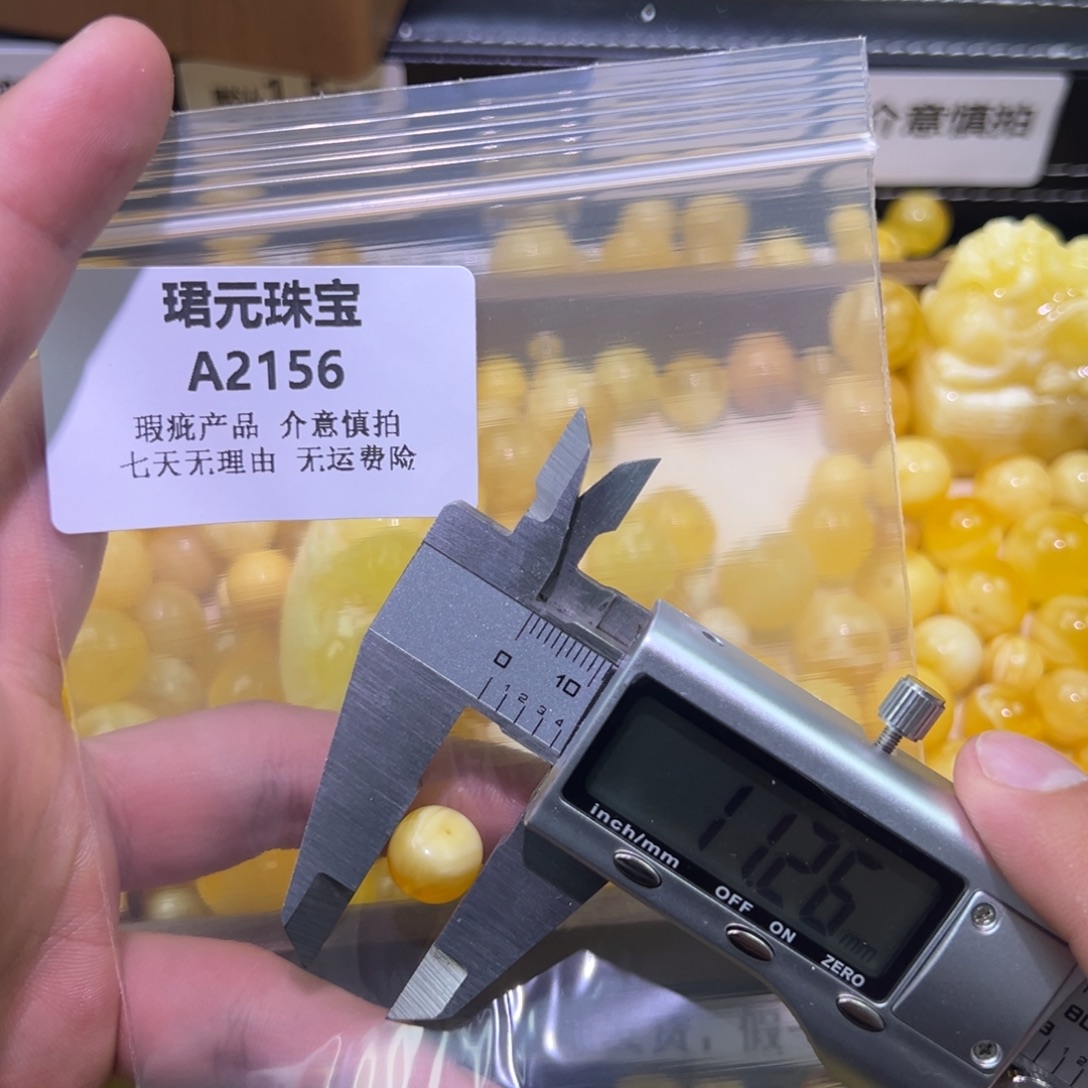 介意慎拍
珺元珠宝
A2156
瑕疵产品 介意慎拍
七天无理由 无运费险
0 10
1 2 3 4
11.26 mm
inch/mm
OFF ON
ZERO
80